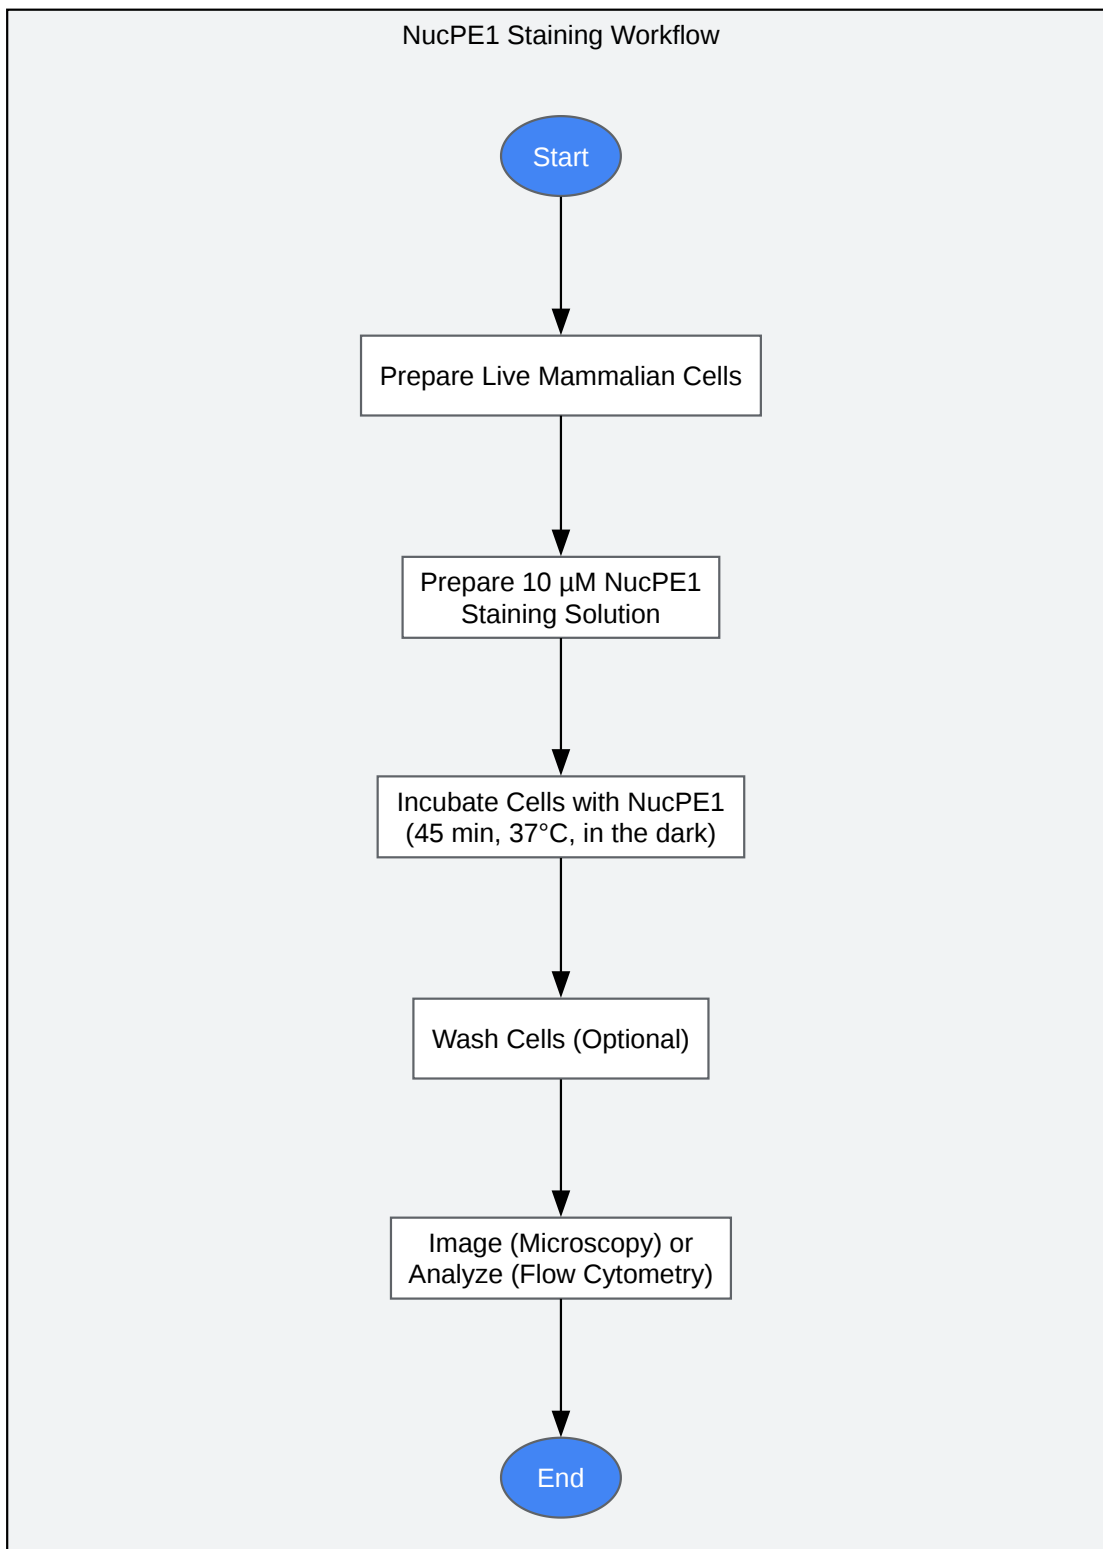 NucPE1 Staining Workflow
Start
Prepare Live Mammalian Cells
Prepare 10 µM NucPE1
Staining Solution
Incubate Cells with NucPE1
(45 min, 37°C, in the dark)
Wash Cells (Optional)
Image (Microscopy) or
Analyze (Flow Cytometry)
End